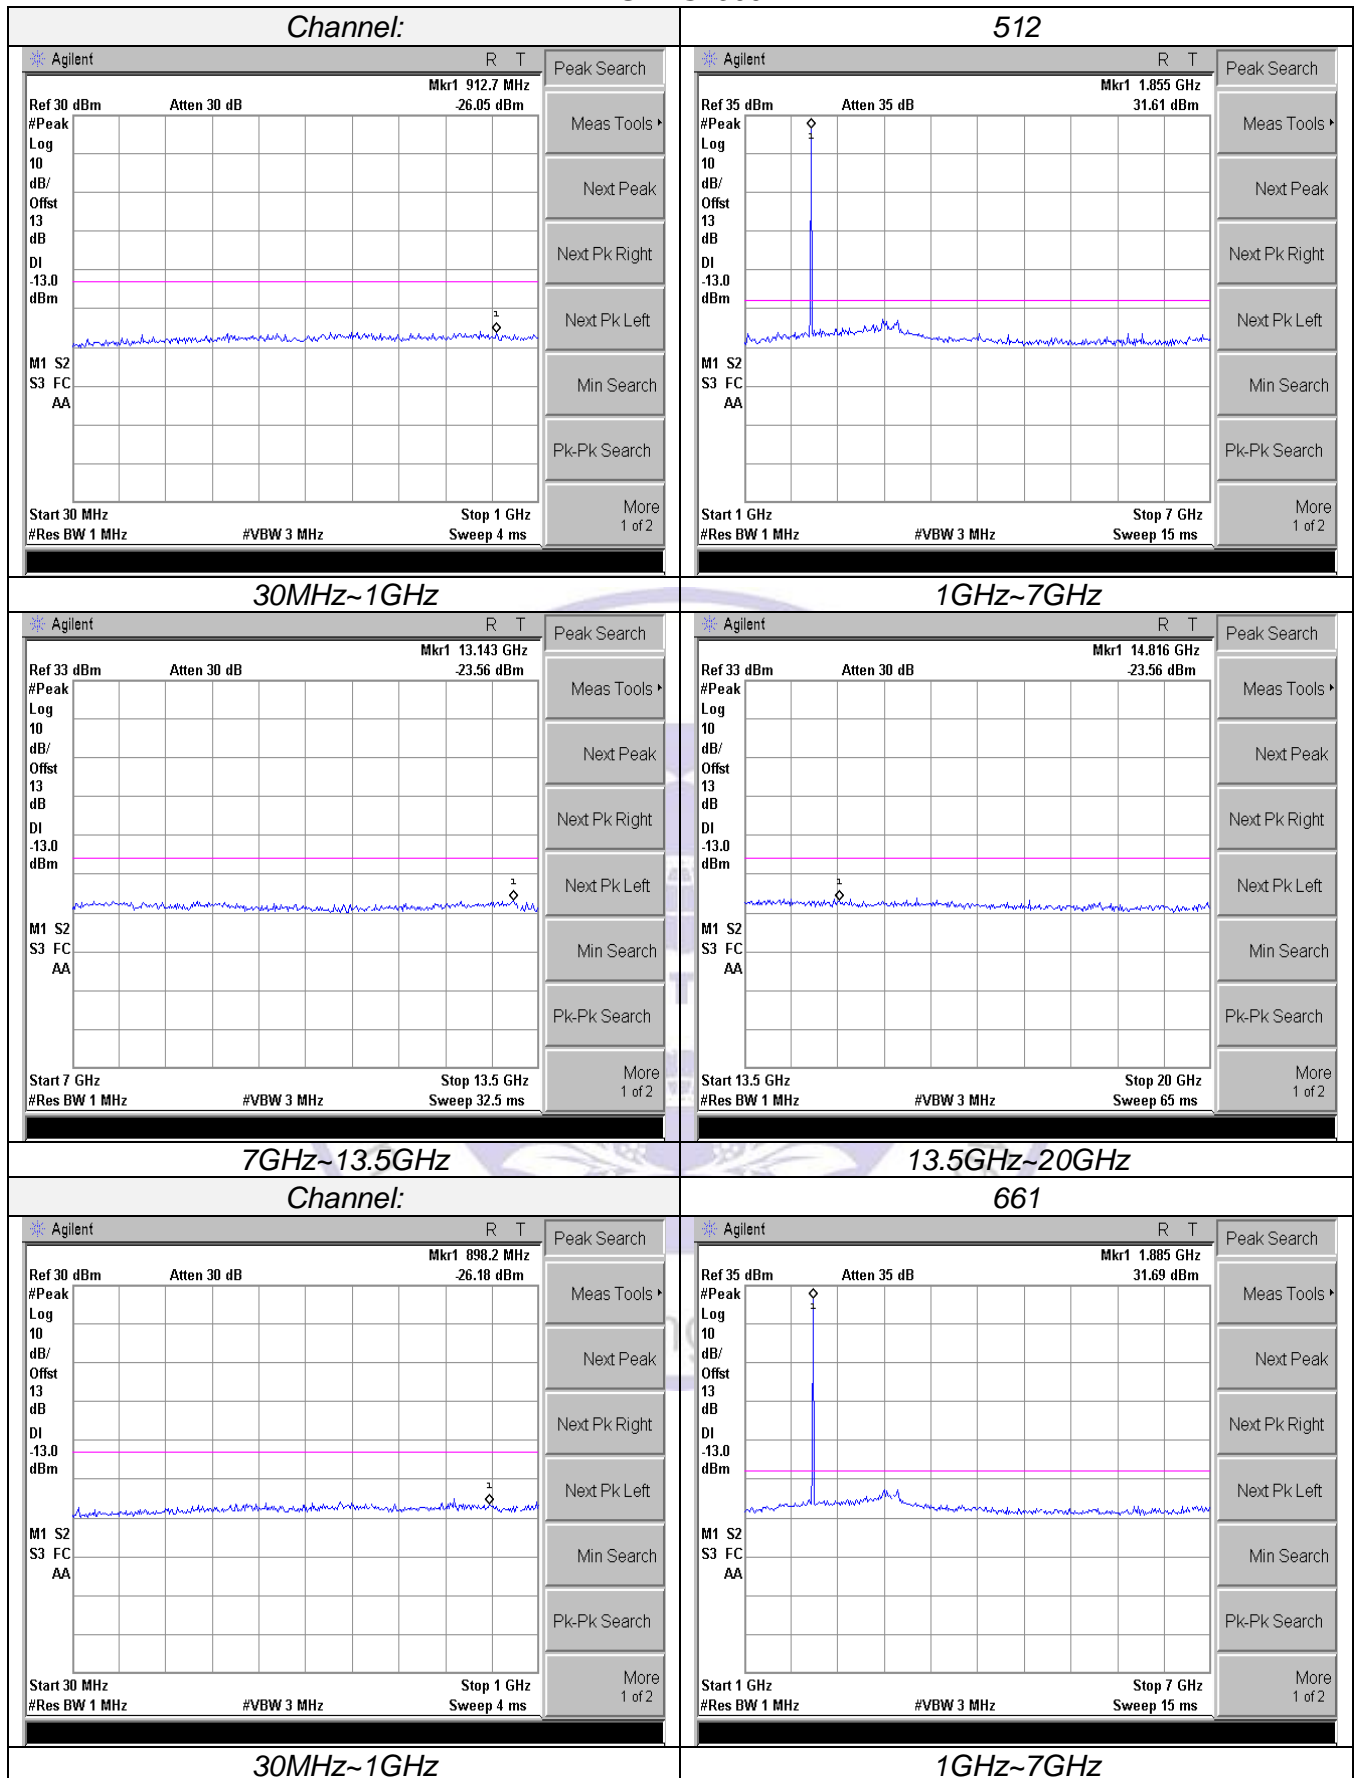 Channel:
512
Agilent R T
Peak Search
Mkr1 912.7 MHz
Ref 30 dBm Atten 30 dB -26.05 dBm
#Peak
Log
10
dB/
Offst
13
dB
DI
-13.0
dBm
M1 S2
S3 FC
AA
Start 30 MHz Stop 1 GHz
#Res BW 1 MHz #VBW 3 MHz Sweep 4 ms
1
Meas Tools
Next Peak
Next Pk Right
Next Pk Left
Min Search
Pk-Pk Search
More
1 of 2
Agilent R T
Peak Search
Mkr1 1.855 GHz
Ref 35 dBm Atten 35 dB 31.61 dBm
#Peak
Log
10
dB/
Offst
13
dB
DI
-13.0
dBm
M1 S2
S3 FC
AA
Start 1 GHz Stop 7 GHz
#Res BW 1 MHz #VBW 3 MHz Sweep 15 ms
1
Meas Tools
Next Peak
Next Pk Right
Next Pk Left
Min Search
Pk-Pk Search
More
1 of 2
30MHz~1GHz
1GHz~7GHz
Agilent R T
Peak Search
Mkr1 13.143 GHz
Ref 33 dBm Atten 30 dB -23.56 dBm
#Peak
Log
10
dB/
Offst
13
dB
DI
-13.0
dBm
M1 S2
S3 FC
AA
Start 7 GHz Stop 13.5 GHz
#Res BW 1 MHz #VBW 3 MHz Sweep 32.5 ms
1
Meas Tools
Next Peak
Next Pk Right
Next Pk Left
Min Search
Pk-Pk Search
More
1 of 2
Agilent R T
Peak Search
Mkr1 14.816 GHz
Ref 33 dBm Atten 30 dB -23.56 dBm
#Peak
Log
10
dB/
Offst
13
dB
DI
-13.0
dBm
M1 S2
S3 FC
AA
Start 13.5 GHz Stop 20 GHz
#Res BW 1 MHz #VBW 3 MHz Sweep 65 ms
1
Meas Tools
Next Peak
Next Pk Right
Next Pk Left
Min Search
Pk-Pk Search
More
1 of 2
7GHz~13.5GHz
13.5GHz~20GHz
Channel:
661
Agilent R T
Peak Search
Mkr1 898.2 MHz
Ref 30 dBm Atten 30 dB -26.18 dBm
#Peak
Log
10
dB/
Offst
13
dB
DI
-13.0
dBm
M1 S2
S3 FC
AA
Start 30 MHz Stop 1 GHz
#Res BW 1 MHz #VBW 3 MHz Sweep 4 ms
1
Meas Tools
Next Peak
Next Pk Right
Next Pk Left
Min Search
Pk-Pk Search
More
1 of 2
Agilent R T
Peak Search
Mkr1 1.885 GHz
Ref 35 dBm Atten 35 dB 31.69 dBm
#Peak
Log
10
dB/
Offst
13
dB
DI
-13.0
dBm
M1 S2
S3 FC
AA
Start 1 GHz Stop 7 GHz
#Res BW 1 MHz #VBW 3 MHz Sweep 15 ms
1
Meas Tools
Next Peak
Next Pk Right
Next Pk Left
Min Search
Pk-Pk Search
More
1 of 2
30MHz~1GHz
1GHz~7GHz